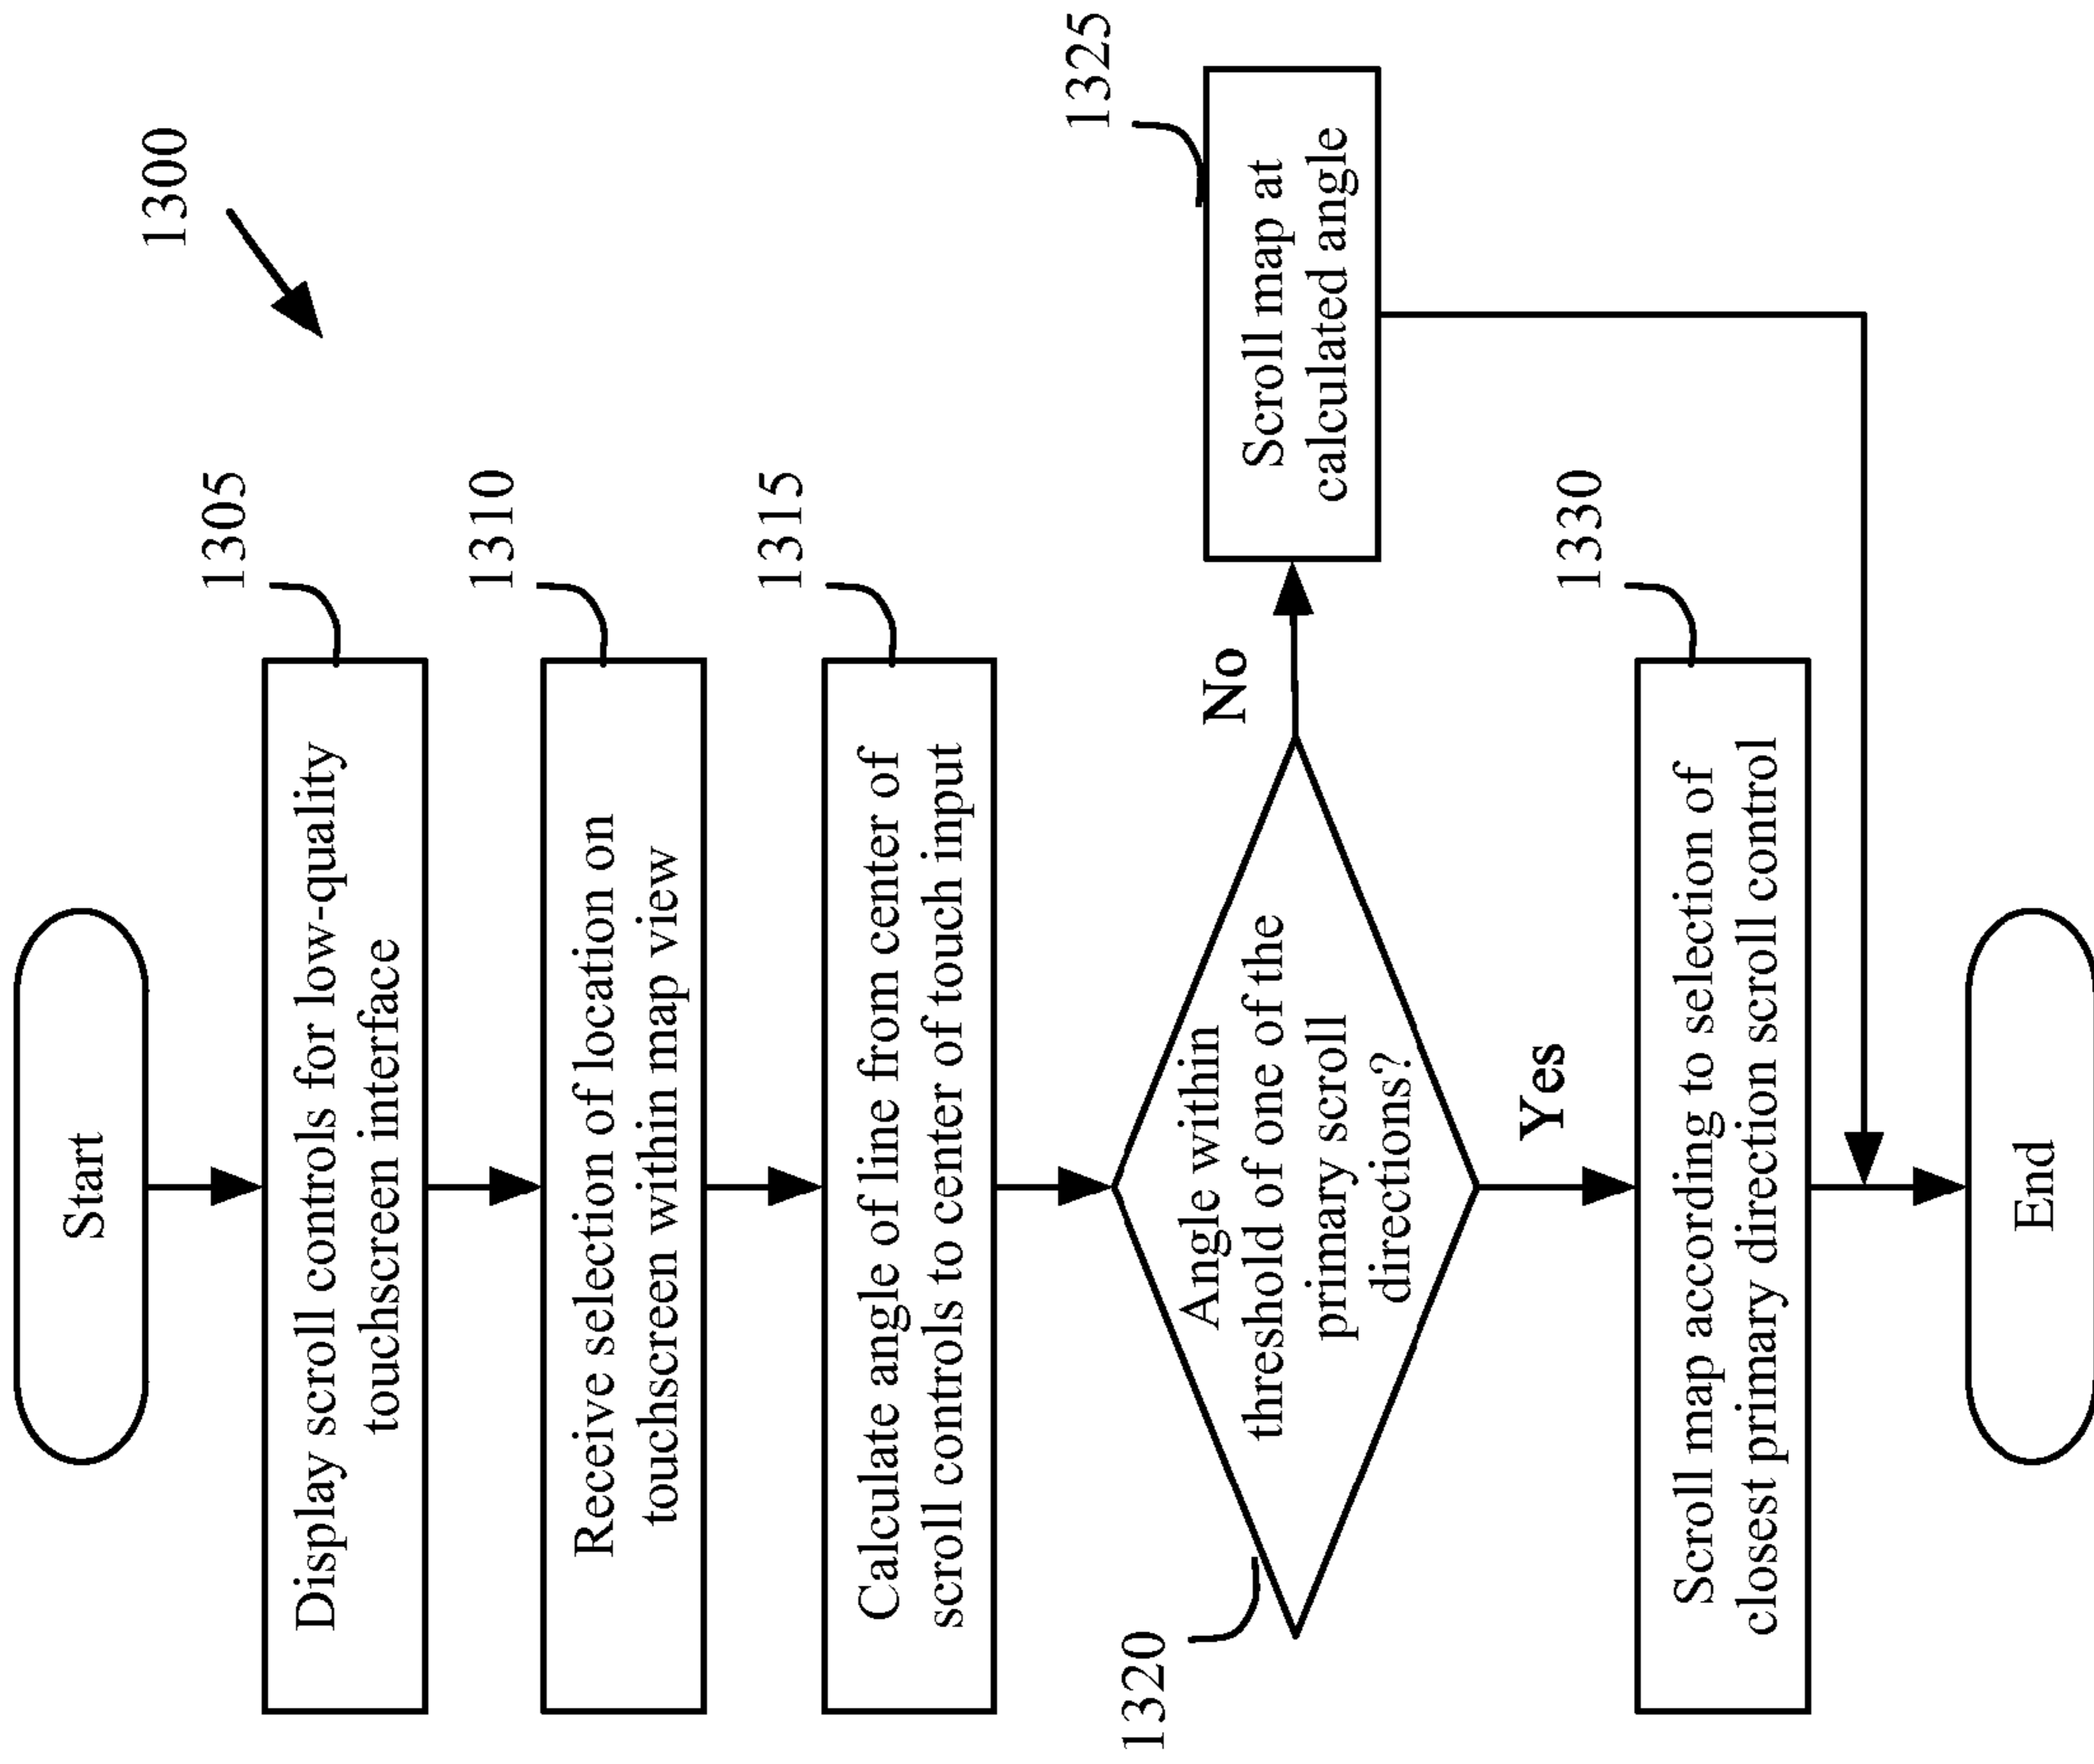 1300
Start
1305
Display scroll controls for low-quality
touchscreen interface
1310
Receive selection of location on
touchscreen within map view
1315
Calculate angle of line from center of
scroll controls to center of touch input
1320
Angle within
threshold of one of the
primary scroll
directions?
No
1325
Scroll map at
calculated angle
Yes
1330
Scroll map according to selection of
closest primary direction scroll control
End